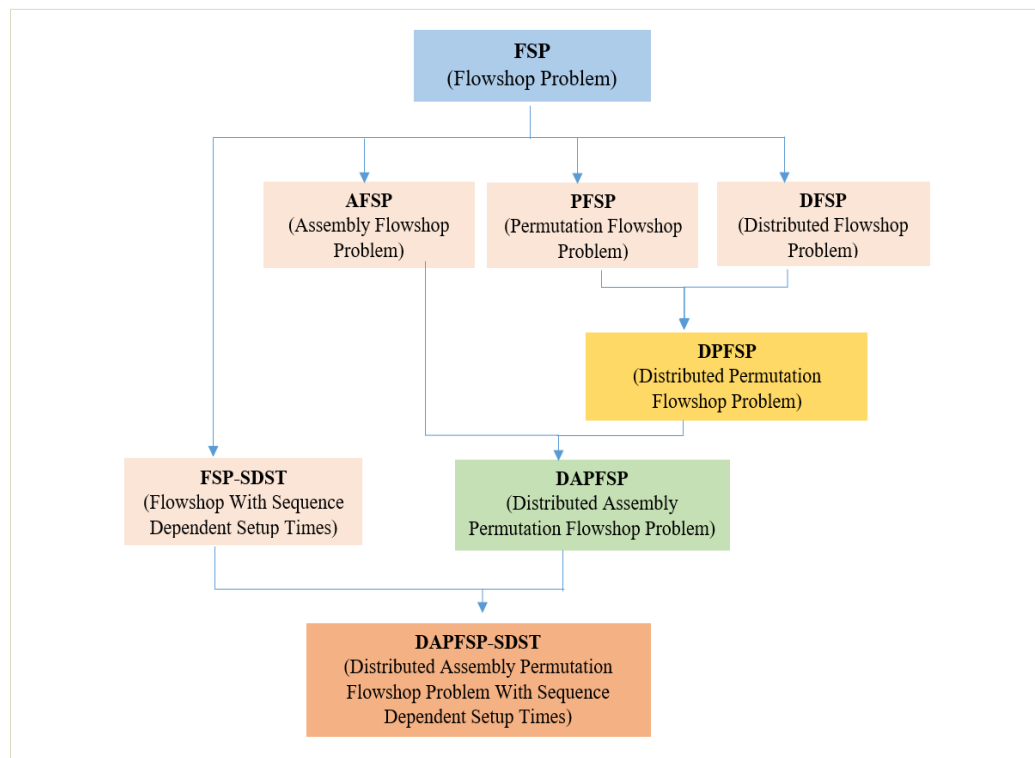 FSP
(Flowshop Problem)
AFSP
(Assembly Flowshop
Problem)
PFSP
(Permutation Flowshop
Problem)
DFSP
(Distributed Flowshop
Problem)
DPFSP
(Distributed Permutation
Flowshop Problem)
FSP-SDST
(Flowshop With Sequence
Dependent Setup Times)
DAPFSP
(Distributed Assembly
Permutation Flowshop Problem)
DAPFSP-SDST
(Distributed Assembly Permutation
Flowshop Problem With Sequence
Dependent Setup Times)